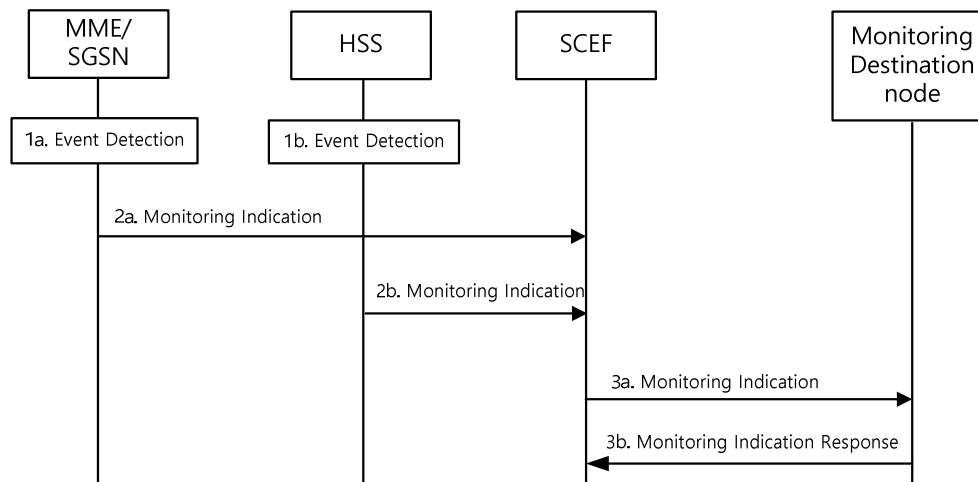 MME/
SGSN
HSS
SCEF
Monitoring
Destination
node
1a. Event Detection
1b. Event Detection
2a. Monitoring Indication
2b. Monitoring Indication
3a. Monitoring Indication
3b. Monitoring Indication Response